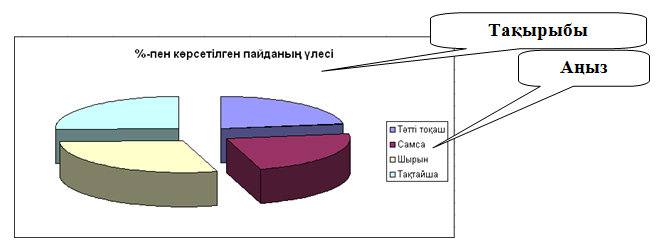 Тақырыбы
%-пен көрсетілген пайданың үлесі
Аңыз
Тәтті тоқаш
Самса
Шырын
Тақтайша